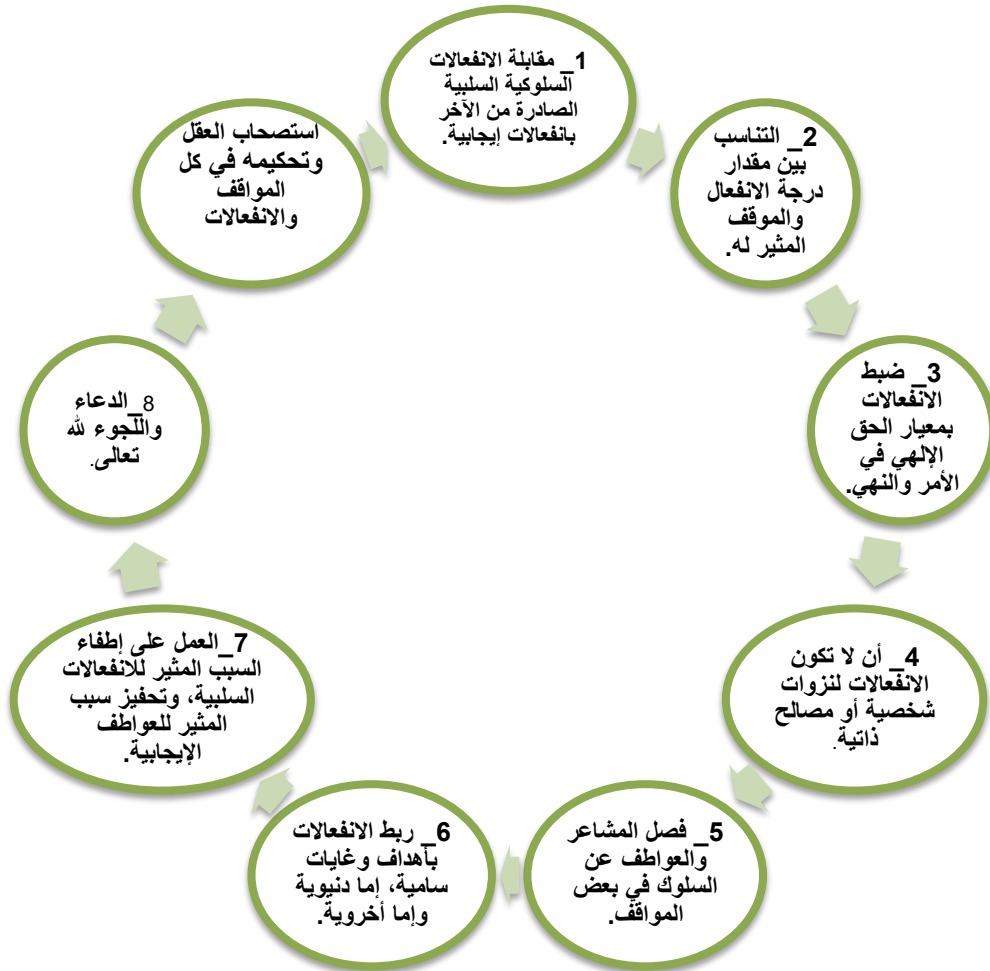 1_ مقابلة الانفعالات
السلوكية السلبية
الصادرة من الآخر
بانفعالات إيجابية.
2_ التناسب
بين مقدار
درجة الانفعال
والموقف
المثير له.
3_ ضبط
الانفعالات
بمعيار الحق
الإلهي في
الأمر والنهي.
4_ أن لا تكون
الانفعالات لنزوات
شخصية أو مصالح
ذاتية.
5_ فصل المشاعر
والعواطف عن
السلوك في بعض
المواقف.
6_ ربط الانفعالات
بأهداف وغايات
سامية، إما دنيوية
وإما أخروية.
7_العمل على إطفاء
السبب المثير للانفعالات
السلبية، وتحفيز سبب
المثير للعواطف
الإيجابية.
8_الدعاء
واللجوء لله
تعالى.
استصحاب العقل
وتحكيمه في كل
المواقف
والانفعالات